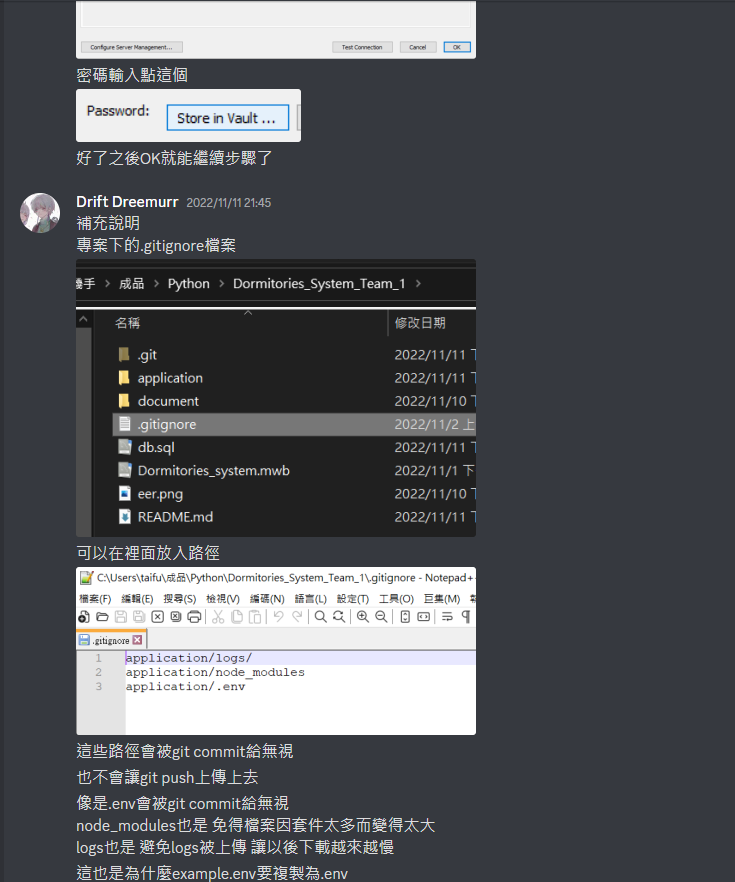 Configure Server Management...
Test Connection
Cancel
OK
密碼輸入點這個
Password:
Store in Vault ...
好了之後OK就能繼續步驟了
Drift Dreemurr 2022/11/11 21:45
補充說明
專案下的.gitignore檔案
手 > 成品 > Python > Dormitories_System_Team_1 >
名稱 修改日期
.git 2022/11/11 下
application 2022/11/11 下
document 2022/11/10 下
.gitignore 2022/11/2 上
db.sql 2022/11/11 下
Dormitories_system.mwb 2022/11/1 下
eer.png 2022/11/10 下
README.md 2022/11/11 下
可以在裡面放入路徑
C:\Users\taifu\成品\Python\Dormitories_System_Team_1\.gitignore - Notepad+
檔案(F) 編輯(E) 搜尋(S) 檢視(V) 編碼(N) 語言(L) 設定(T) 工具(O) 巨集(M)
.gitignore
1 application/logs/
2 application/node_modules
3 application/.env
這些路徑會被git commit給無視
也不會讓git push上傳上去
像是.env會被git commit給無視
node_modules也是 免得檔案因套件太多而變得太大
logs也是 避免logs被上傳 讓以後下載越來越慢
這也是為什麼example.env要複製為.env